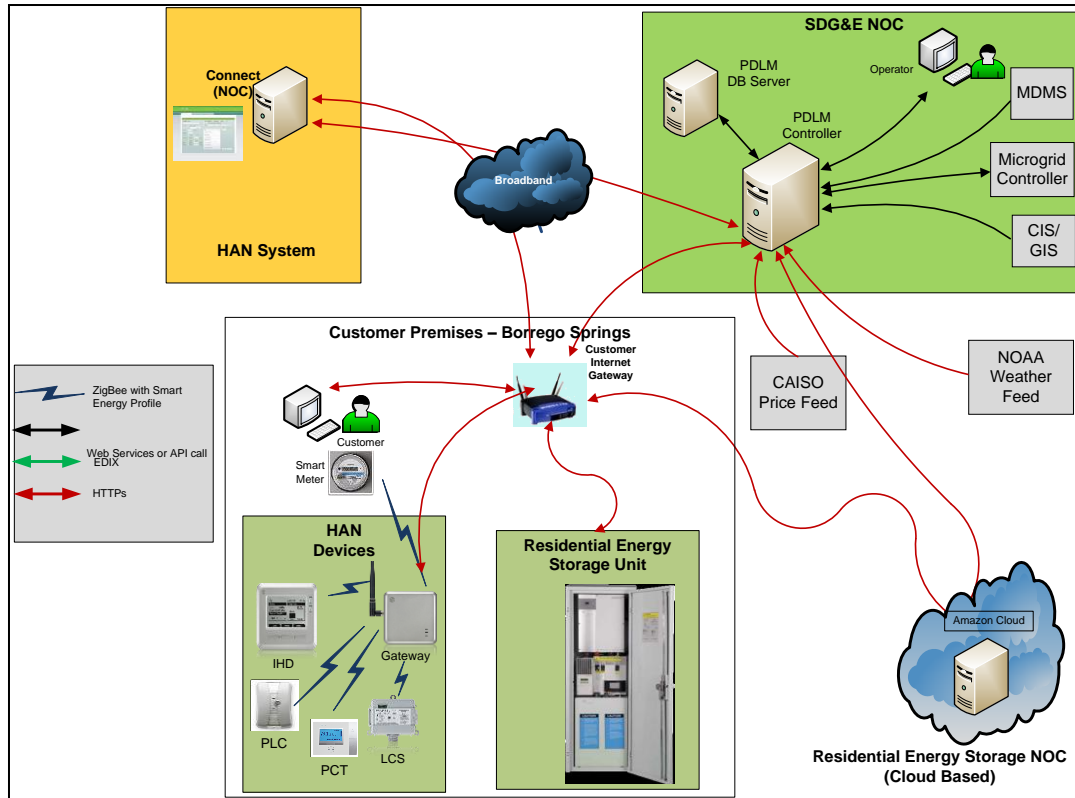 SDG&E NOC
Connect
(NOC)
PDLM
DB Server
Operator
MDMS
PDLM
Controller
Microgrid
Controller
Broadband
CIS/
GIS
HAN System
Customer Premises – Borrego Springs
Customer
Internet
Gateway
CAISO
Price Feed
NOAA
Weather
Feed
ZigBee with Smart
Energy Profile
Web Services or API call
EDIX
HTTPs
Customer
Smart
Meter
HAN
Devices
Residential Energy
Storage Unit
IHD
Gateway
PLC
PCT
LCS
Amazon Cloud
Residential Energy Storage NOC
(Cloud Based)